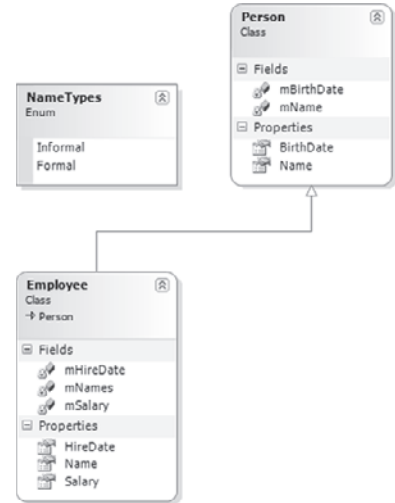 Person
Class
Fields
mBirthDate
mName
Properties
BirthDate
Name
NameTypes
Enum
Informal
Formal
Employee
Class
Person
Fields
mHireDate
mNames
mSalary
Properties
HireDate
Name
Salary